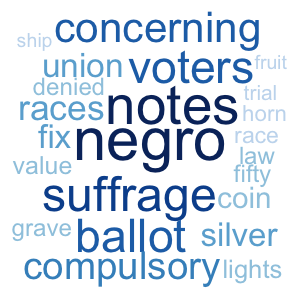 concerning
ship
union voters fruit
denied trial
races notes horn
fix negro race
law
value fifty
suffrage coin
grave ballot silver
compulsory lights